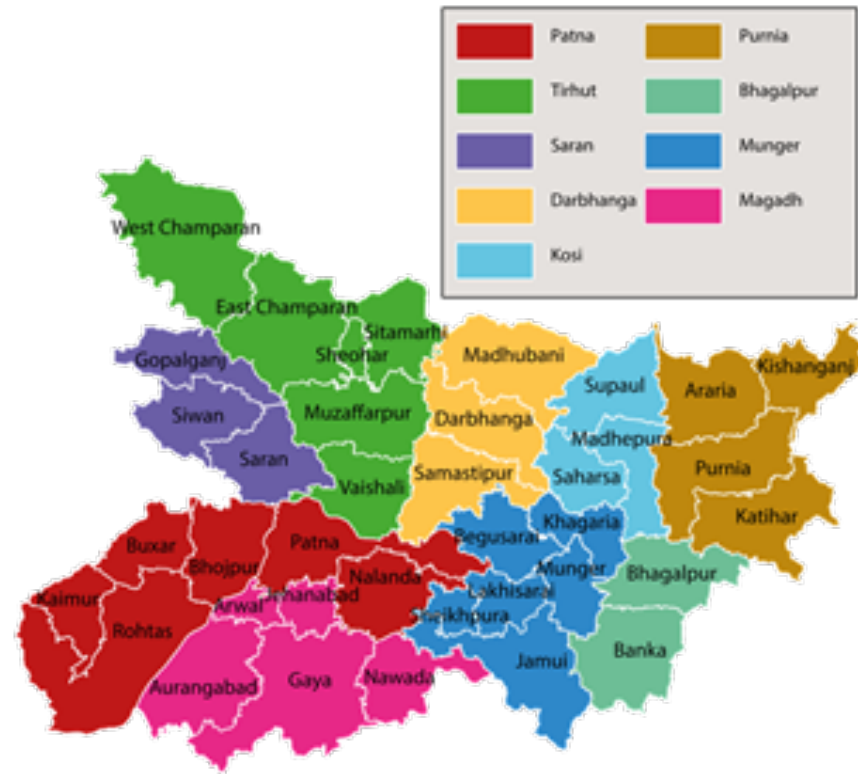 Patna
Purnia
Tirhut
Bhagalpur
Saran
Munger
Darbhanga
Magadh
Kosi
West Champaran
East Champaran
Sitamarhi
Sheohar
Gopalganj
Madhubani
Kishanganj
Supaul
Araria
Siwan
Muzaffarpur
Darbhanga
Madhepura
Saran
Vaishali
Samastipur
Saharsa
Purnia
Katihar
Buxar
Patna
Begusarai
Khagaria
Bhojpur
Nalanda
Munger
Bhagalpur
Kaimur
Arwal
Jehanabad
Lakhisarai
Rohtas
Sheikhpura
Aurangabad
Gaya
Nawada
Jamui
Banka